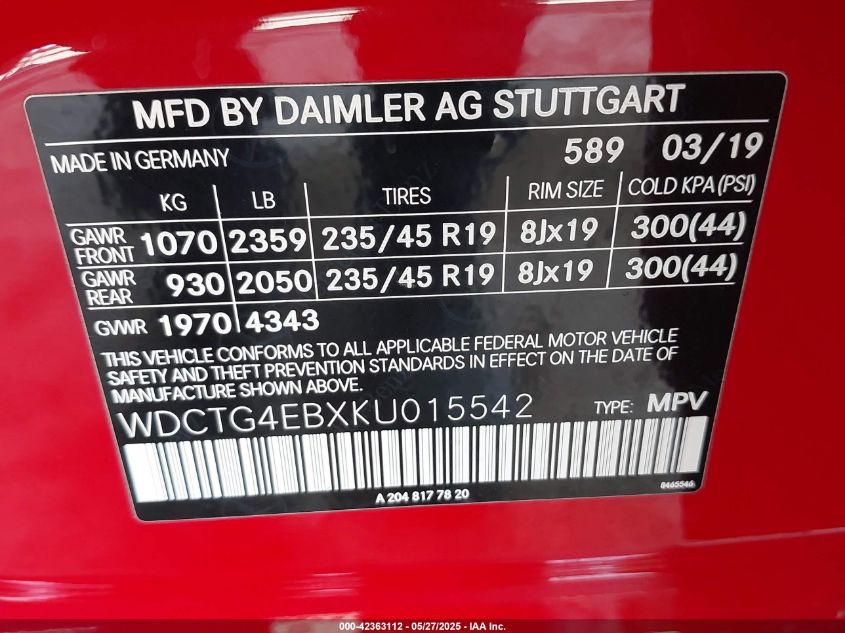 MFD BY DAIMLER AG STUTTGART
MADE IN GERMANY 589 03/19
KG LB TIRES RIM SIZE COLD KPA (PSI)
GAWR FRONT 1070 2359 235/45 R19 8Jx19 300(44)
GAWR REAR 930 2050 235/45 R19 8Jx19 300(44)
GVWR 1970 4343
THIS VEHICLE CONFORMS TO ALL APPLICABLE FEDERAL MOTOR VEHICLE
SAFETY AND THEFT PREVENTION STANDARDS IN EFFECT ON THE DATE OF
MANUFACTURE SHOWN ABOVE.
WDCTG4EBXKU015542 TYPE: MPV
A 204 817 78 20 8465546
000-42363112 - 05/27/2025 - IAA Inc.